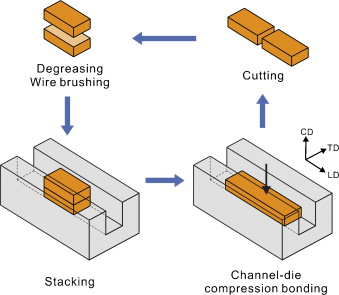 Degreasing
Wire brushing
Cutting
CD
TD
LD
Stacking
Channel-die
compression bonding